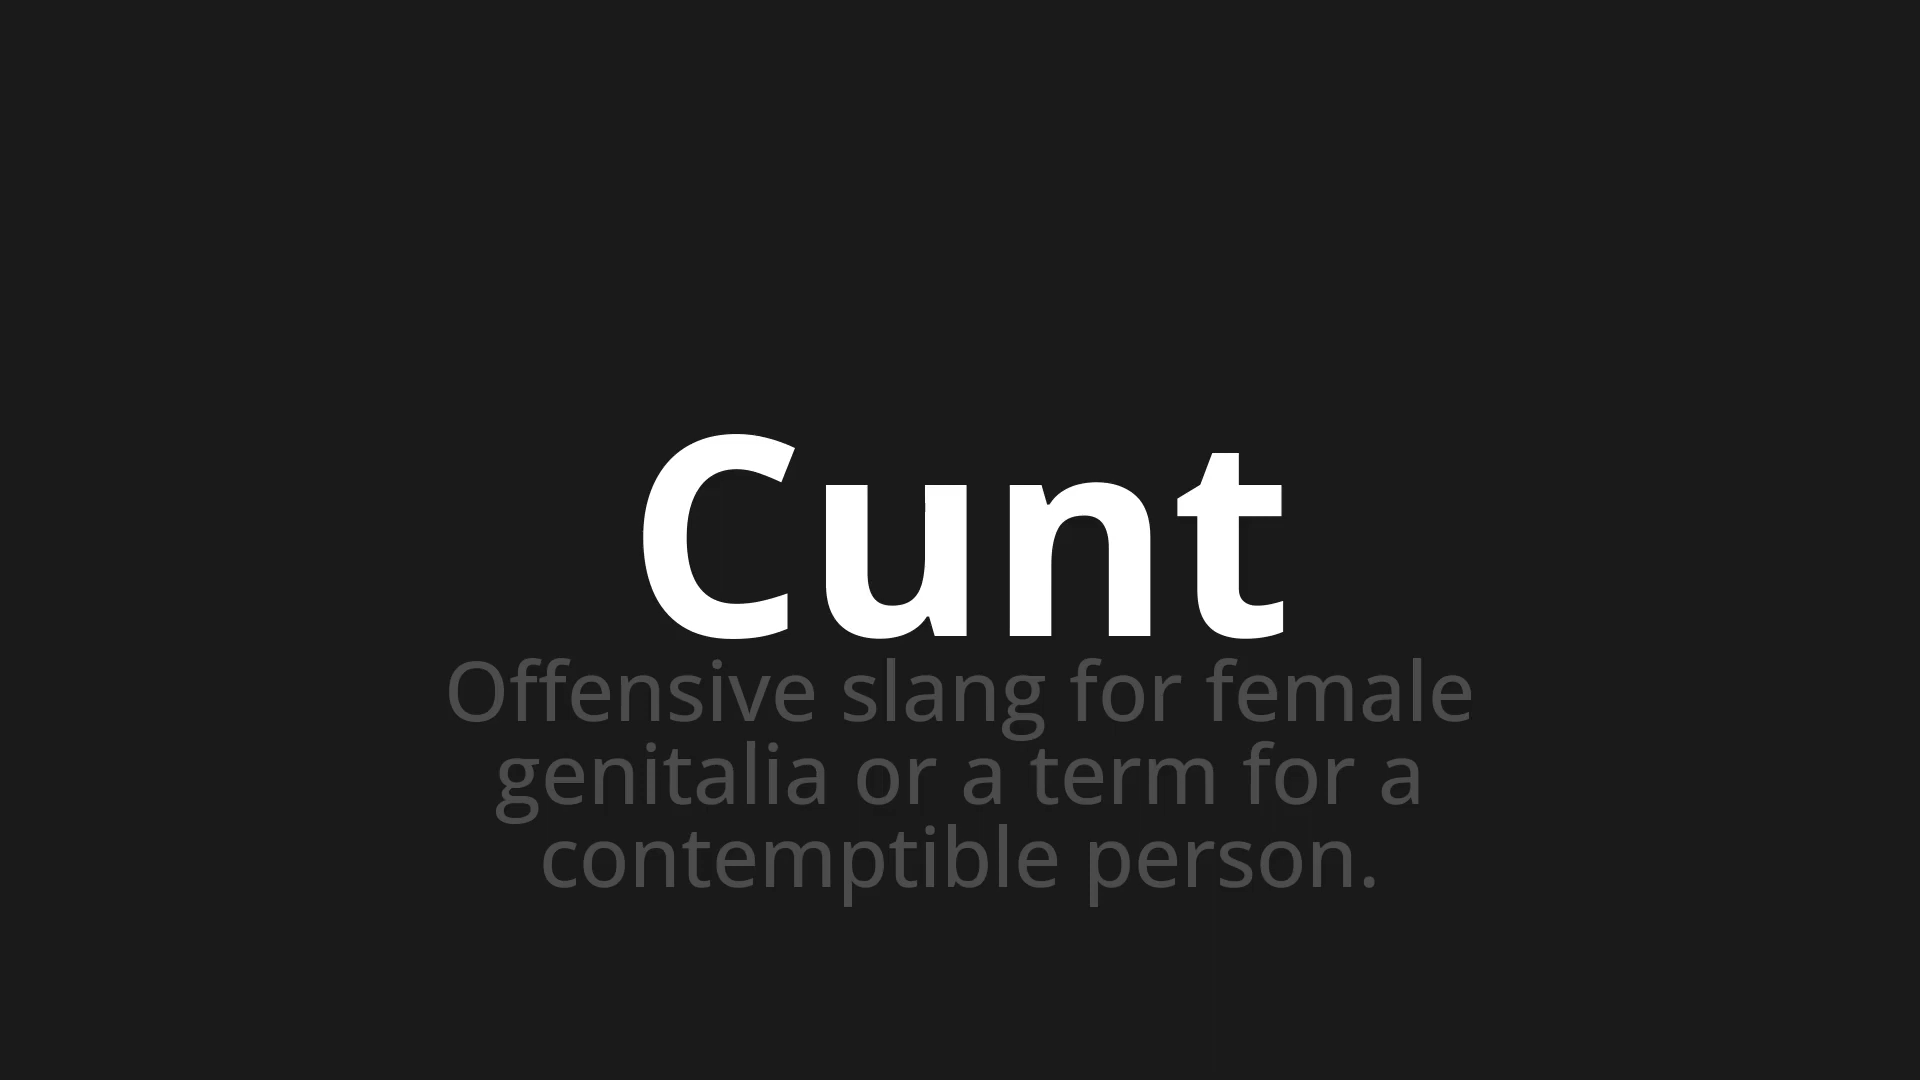 Cunt
Offensive slang for female
genitalia or a term for a
contemptible person.